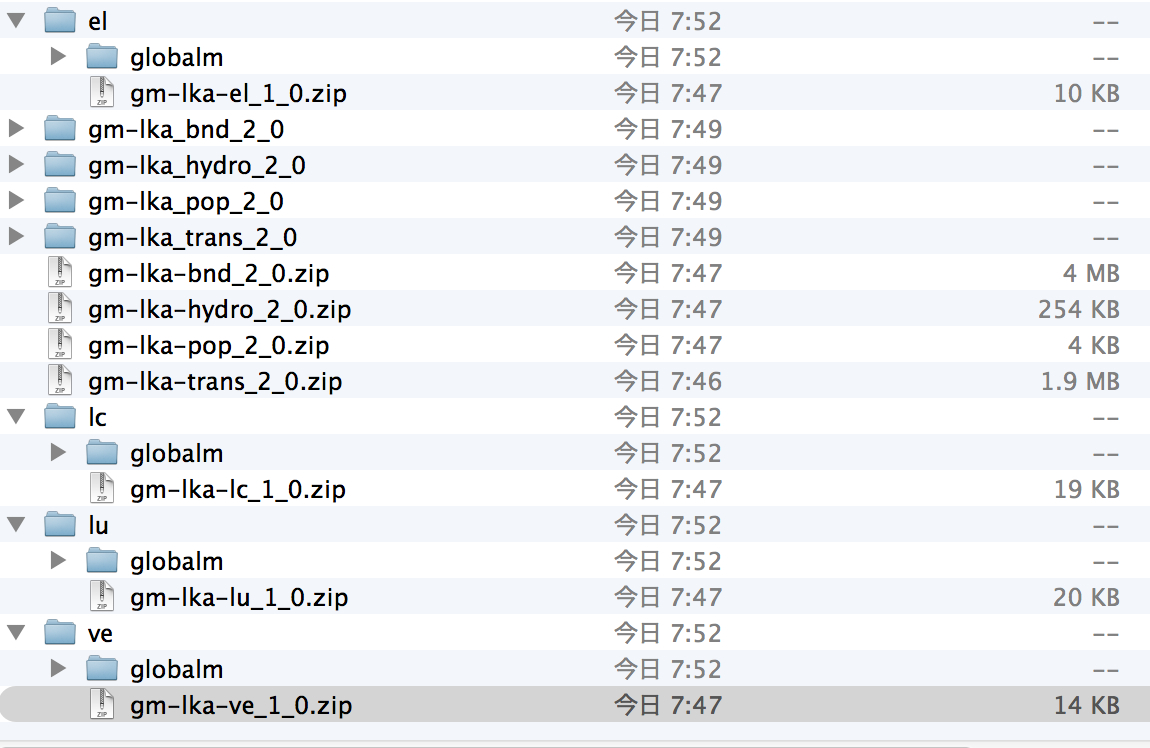 el 今日 7:52 --
globalm 今日 7:52 --
gm-lka-el_1_0.zip 今日 7:47 10 KB
gm-lka_bnd_2_0 今日 7:49 --
gm-lka_hydro_2_0 今日 7:49 --
gm-lka_pop_2_0 今日 7:49 --
gm-lka_trans_2_0 今日 7:49 --
gm-lka-bnd_2_0.zip 今日 7:47 4 MB
gm-lka-hydro_2_0.zip 今日 7:47 254 KB
gm-lka-pop_2_0.zip 今日 7:47 4 KB
gm-lka-trans_2_0.zip 今日 7:46 1.9 MB
lc 今日 7:52 --
globalm 今日 7:52 --
gm-lka-lc_1_0.zip 今日 7:47 19 KB
lu 今日 7:52 --
globalm 今日 7:52 --
gm-lka-lu_1_0.zip 今日 7:47 20 KB
ve 今日 7:52 --
globalm 今日 7:52 --
gm-lka-ve_1_0.zip 今日 7:47 14 KB